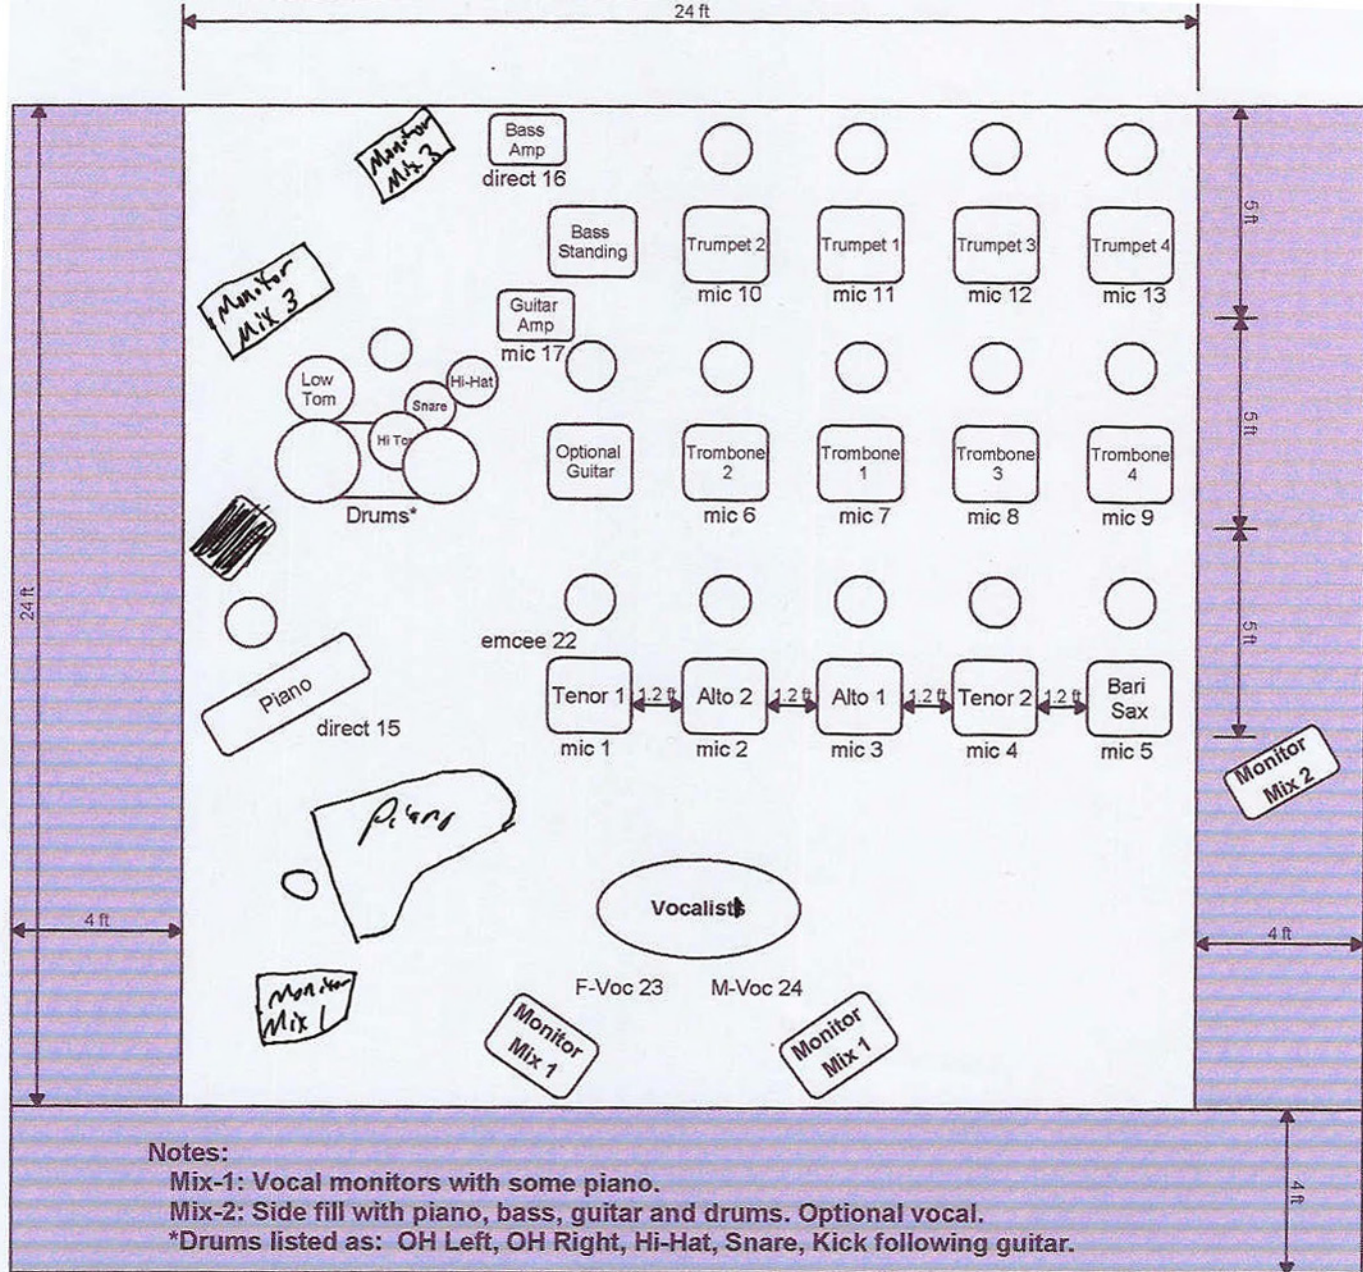 24 ft
Monitor
Mix 3
Bass
Amp
direct 16
Bass
Standing
Trumpet 2
Trumpet 1
Trumpet 3
Trumpet 4
mic 10
mic 11
mic 12
mic 13
5 ft
Monitor
Mix 3
Guitar
Amp
mic 17
Low
Tom
Hi-Hat
Snare
Hi Tom
Drums*
Optional
Guitar
Trombone
2
Trombone
1
Trombone
3
Trombone
4
mic 6
mic 7
mic 8
mic 9
5 ft
24 ft
emcee 22
Piano
direct 15
Tenor 1
1.2 ft
Alto 2
1.2 ft
Alto 1
1.2 ft
Tenor 2
1.2 ft
Bari
Sax
mic 1
mic 2
mic 3
mic 4
mic 5
5 ft
Monitor
Mix 2
Piano
Vocalists
4 ft
4 ft
F-Voc 23
M-Voc 24
Monitor
Mix 1
Monitor
Mix 1
Monitor
Mix 1
Notes:
Mix-1: Vocal monitors with some piano.
Mix-2: Side fill with piano, bass, guitar and drums. Optional vocal.
*Drums listed as: OH Left, OH Right, Hi-Hat, Snare, Kick following guitar.
4 ft